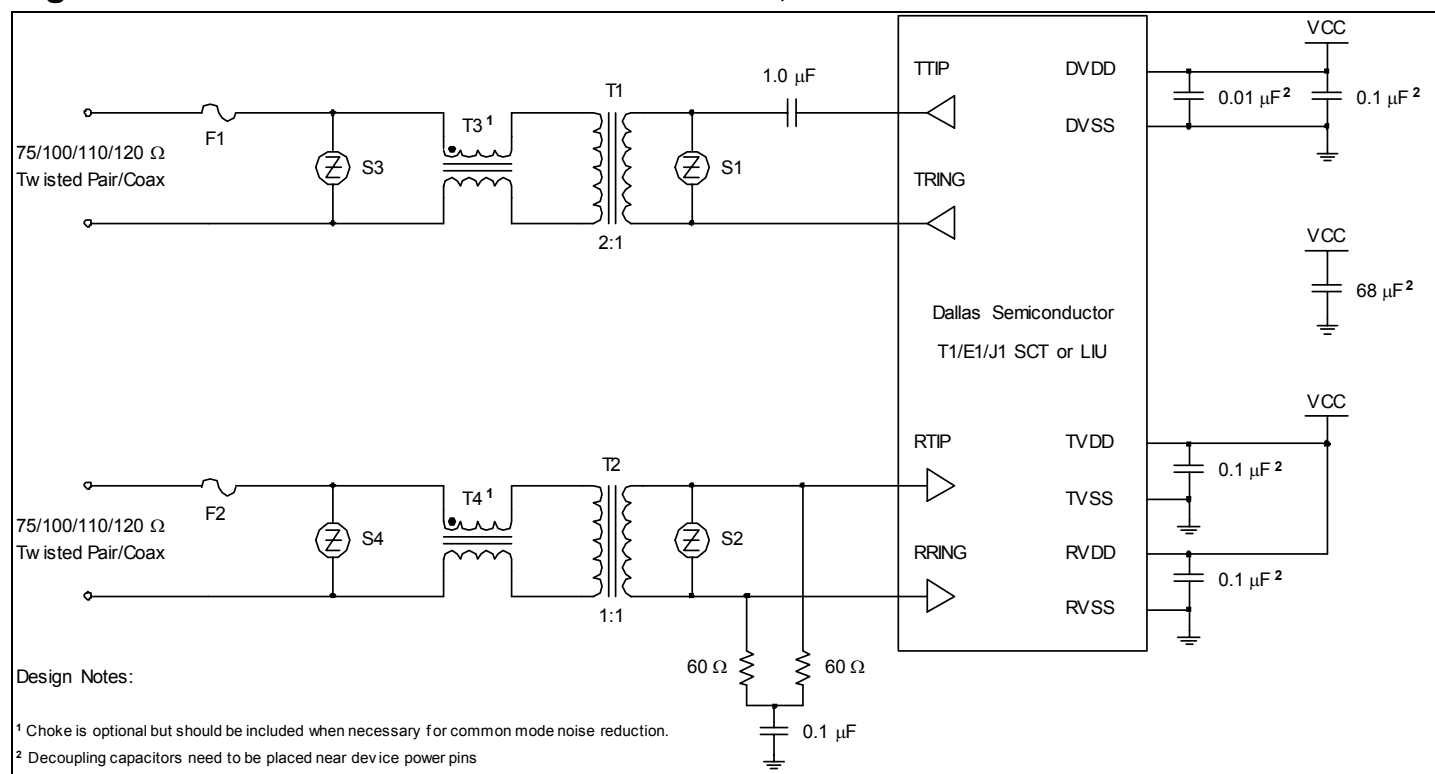 VCC
1.0 μF
TTIP
DVDD
T1
T3 ¹
0.01 μF ²
0.1 μF ²
F1
DVSS
75/100/110/120 Ω
Twisted Pair/Coax
S3
S1
TRING
2:1
VCC
68 μF ²
Dallas Semiconductor
T1/E1/J1 SCT or LIU
VCC
RTIP
TVDD
T2
T4 ¹
0.1 μF ²
F2
TVSS
75/100/110/120 Ω
Twisted Pair/Coax
S4
S2
RRING
RVDD
0.1 μF ²
RVSS
1:1
60 Ω
60 Ω
Design Notes:
¹ Choke is optional but should be included when necessary for common mode noise reduction.
0.1 μF
² Decoupling capacitors need to be placed near device power pins